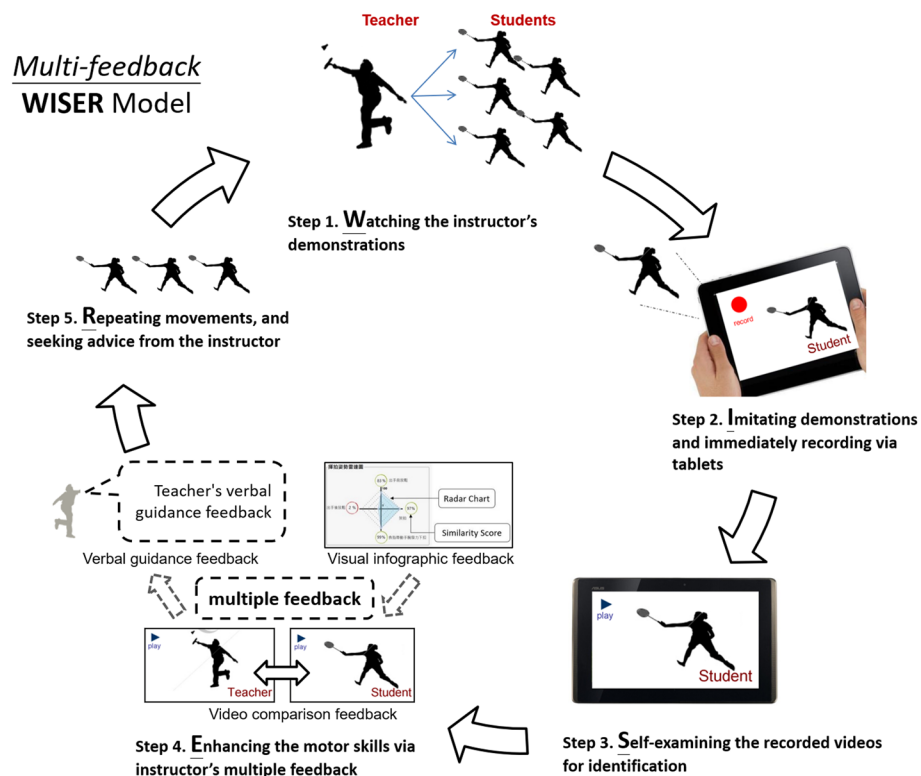 Multi-feedback
WISER Model
Teacher
Students
Step 1. Watching the instructor's
demonstrations
record
Student
Step 2. Imitating demonstrations
and immediately recording via
tablets
play
Student
Step 3. Self-examining the recorded videos
for identification
multiple feedback
play
Teacher
play
Student
Video comparison feedback
Step 4. Enhancing the motor skills via
instructor's multiple feedback
Teacher's verbal
guidance feedback
Verbal guidance feedback
Radar Chart
Similarity Score
97%
99%
Visual infographic feedback
Step 5. Repeating movements, and
seeking advice from the instructor